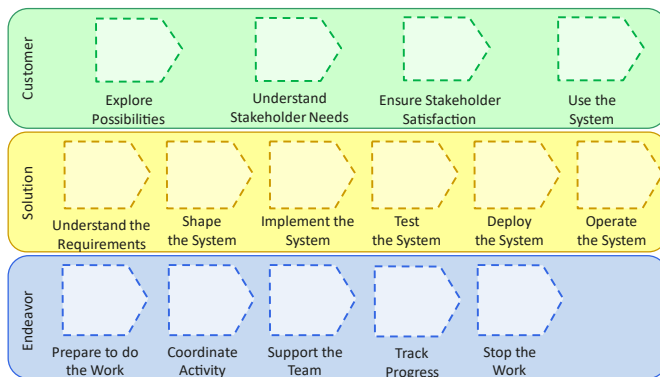 Customer
Explore
Possibilities
Understand
Stakeholder Needs
Ensure Stakeholder
Satisfaction
Use the
System
Solution
Understand the
Requirements
Shape
the System
Implement the
System
Test
the System
Deploy
the System
Operate
the System
Endeavor
Prepare to do
the Work
Coordinate
Activity
Support the
Team
Track
Progress
Stop the
Work